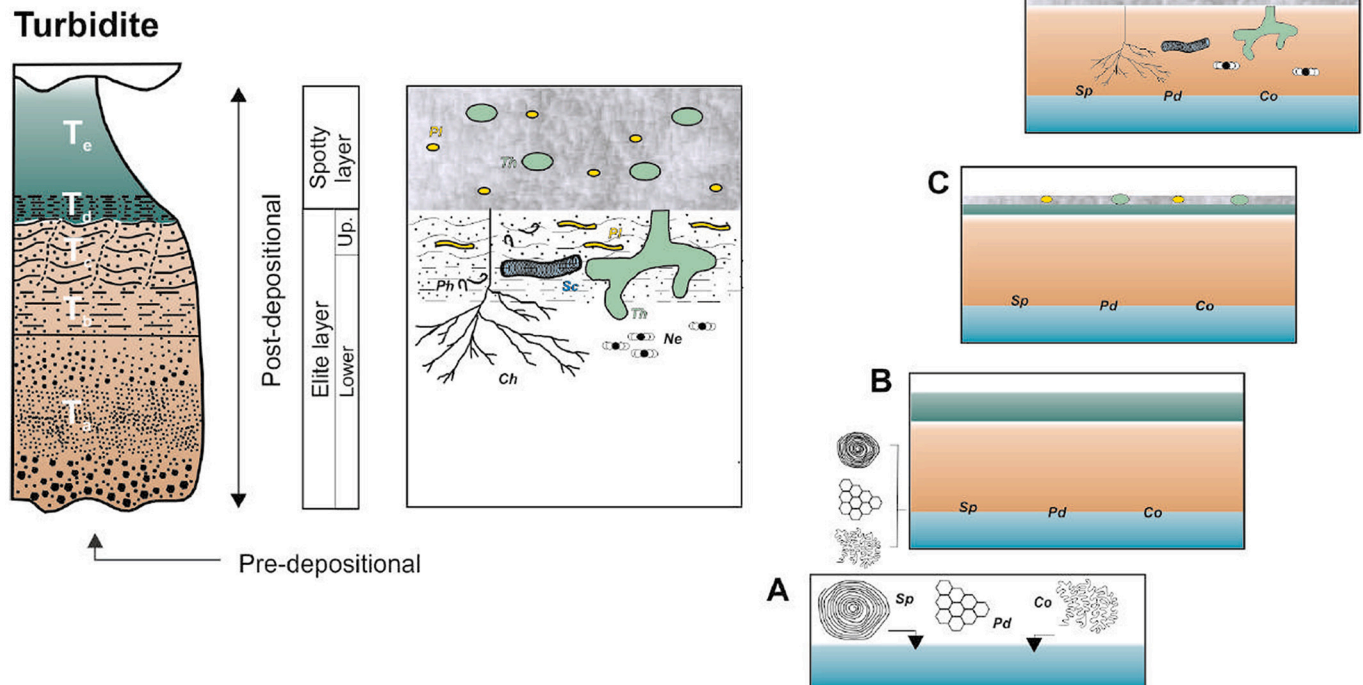 Turbidite
Te
Td
T
Tb
Ta
Post-depositional
Pre-depositional
Spotty
layer
Elite layer
Up.
Lower
Pl
Th
Pl
Ph
Sc
Th
Ne
Ch
Sp
Pd
Co
C
Sp
Pd
Co
B
Sp
Pd
Co
A
Sp
Pd
Co